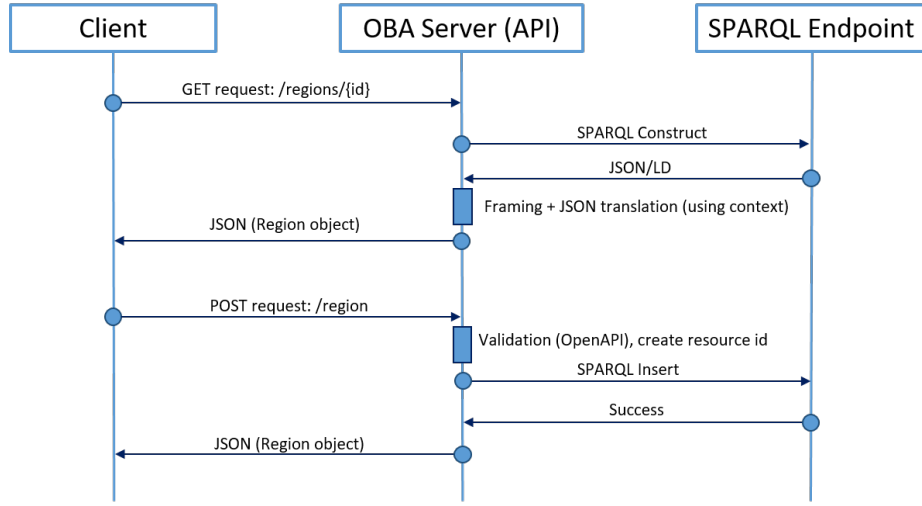 Client
OBA Server (API)
SPARQL Endpoint
GET request: /regions/{id}
SPARQL Construct
JSON/LD
Framing + JSON translation (using context)
JSON (Region object)
POST request: /region
Validation (OpenAPI), create resource id
SPARQL Insert
Success
JSON (Region object)